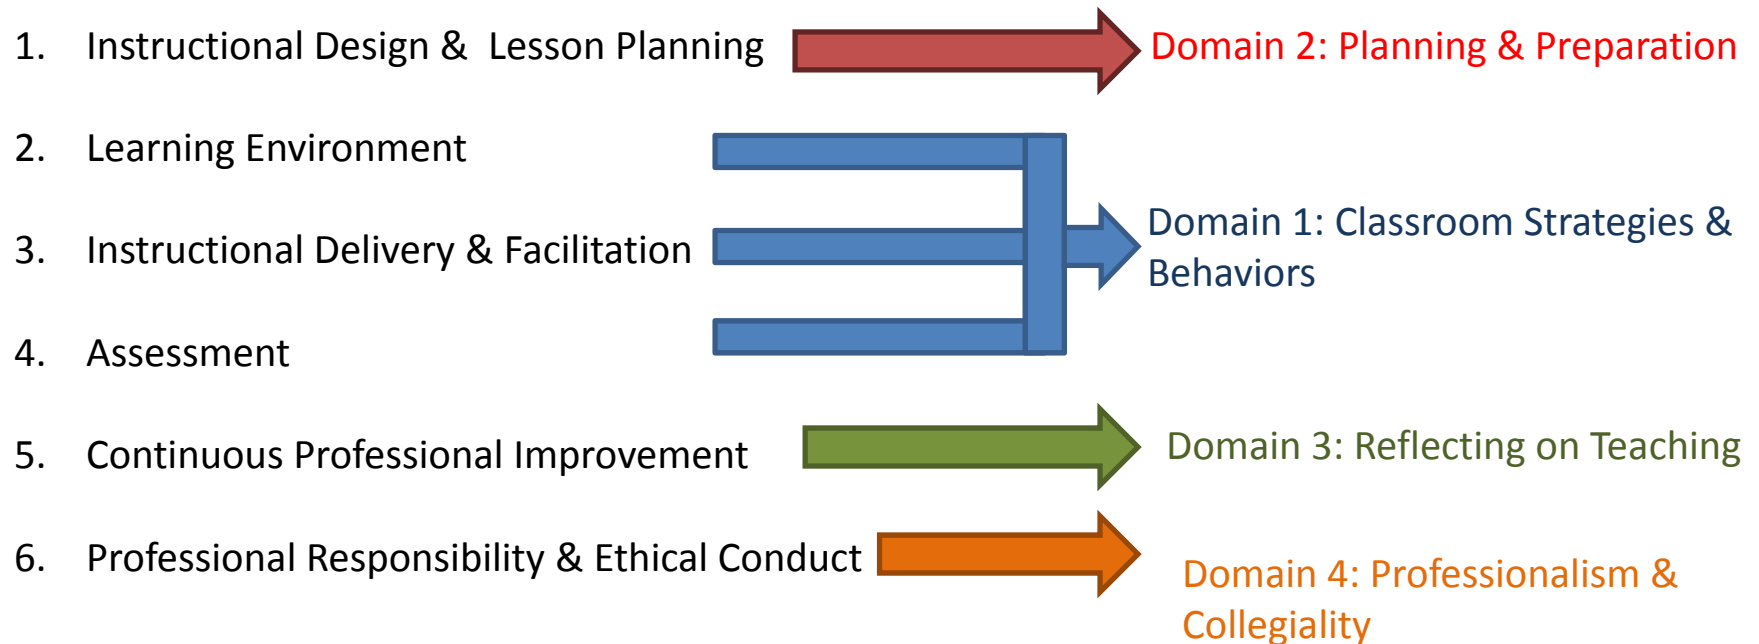 1. Instructional Design & Lesson Planning
Domain 2: Planning & Preparation
2. Learning Environment
3. Instructional Delivery & Facilitation
Domain 1: Classroom Strategies &
Behaviors
4. Assessment
5. Continuous Professional Improvement
Domain 3: Reflecting on Teaching
6. Professional Responsibility & Ethical Conduct
Domain 4: Professionalism &
Collegiality